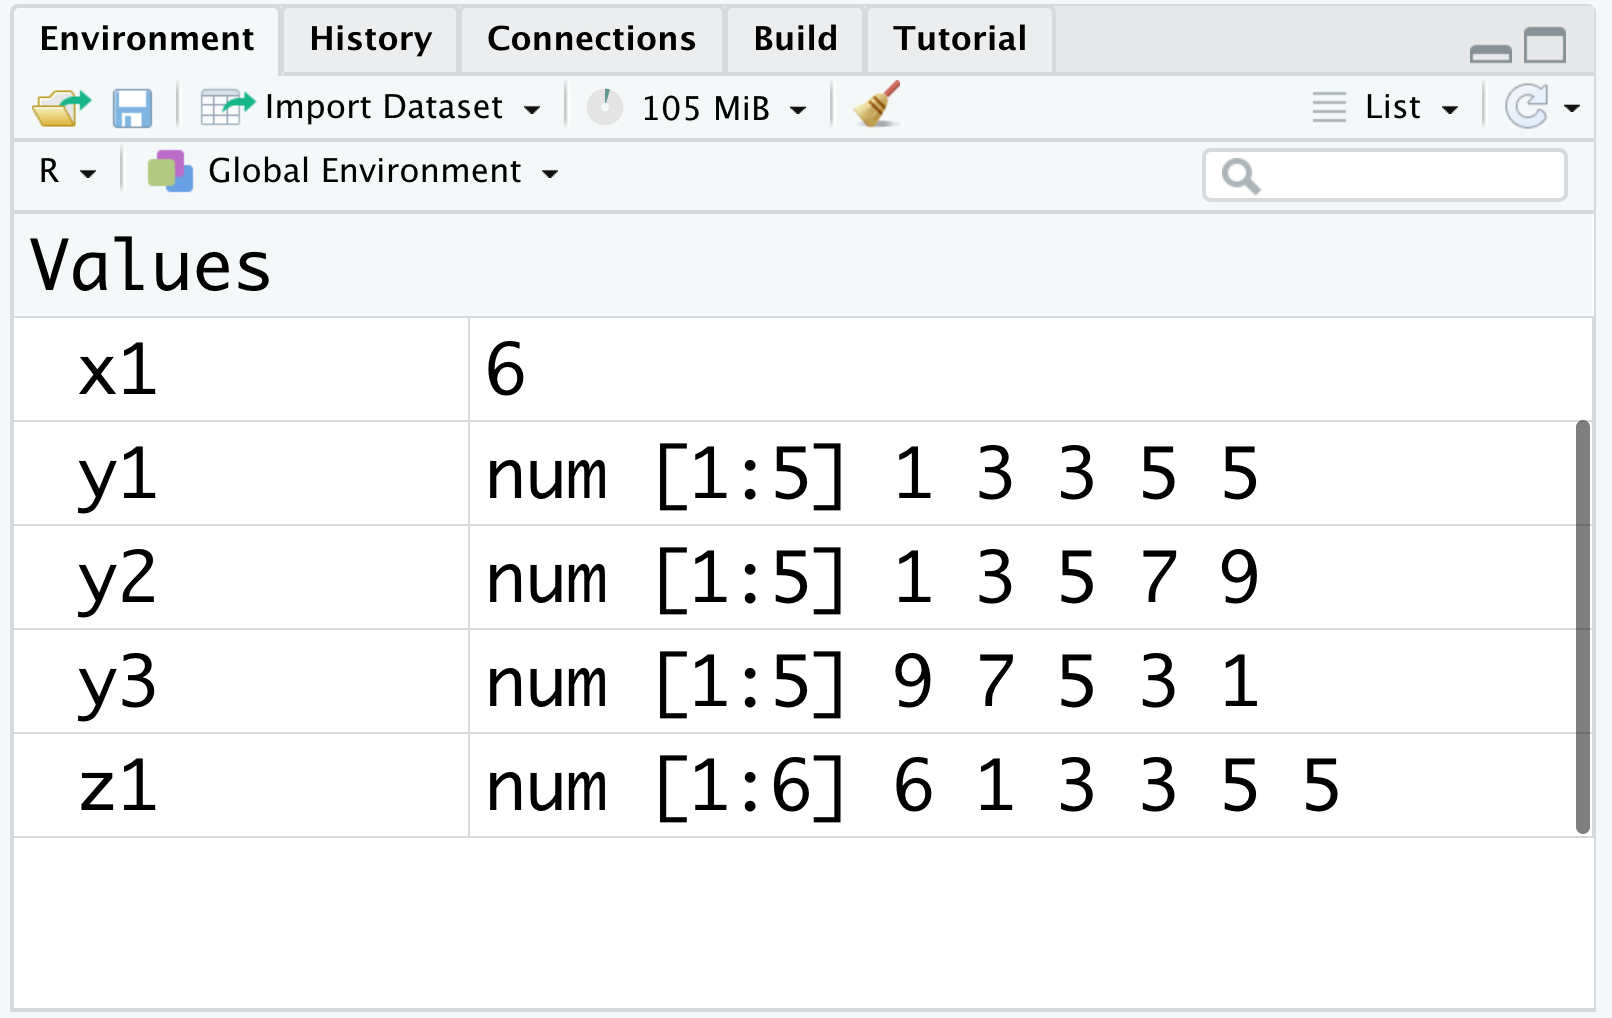 Environment History Connections Build Tutorial
Import Dataset 105 MiB List
R Global Environment
Values
x1 6
y1 num [1:5] 1 3 3 5 5
y2 num [1:5] 1 3 5 7 9
y3 num [1:5] 9 7 5 3 1
z1 num [1:6] 6 1 3 3 5 5